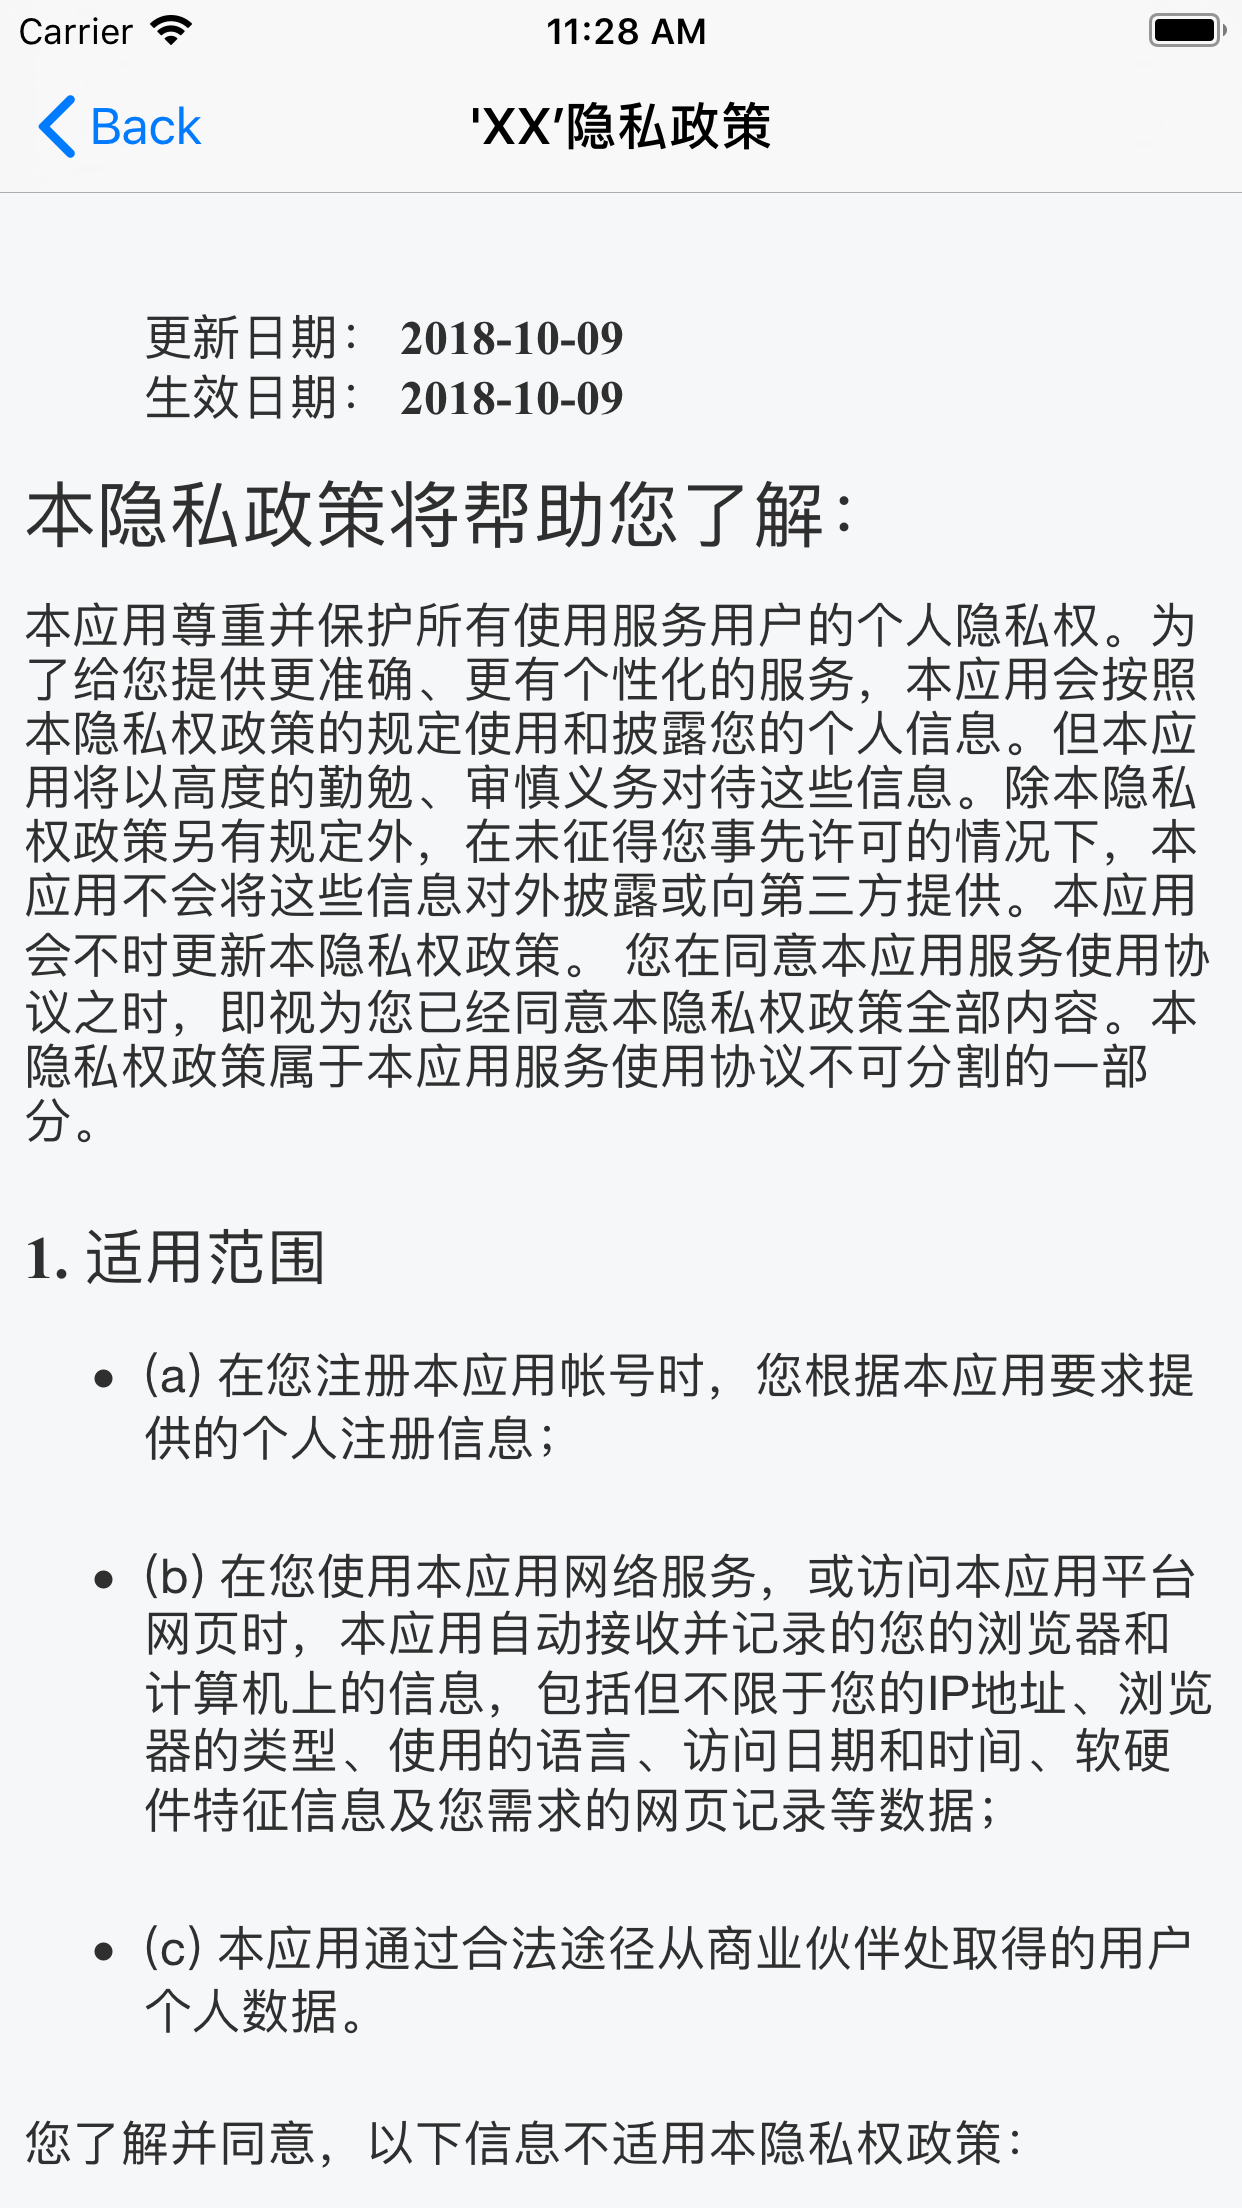 Carrier
11:28 AM
Back
'XX’隐私政策
更新日期： 2018-10-09
生效日期： 2018-10-09
本隐私政策将帮助您了解：
本应用尊重并保护所有使用服务用户的个人隐私权。为
了给您提供更准确、更有个性化的服务，本应用会按照
本隐私权政策的规定使用和披露您的个人信息。但本应
用将以高度的勤勉、审慎义务对待这些信息。除本隐私
权政策另有规定外，在未征得您事先许可的情况下，本
应用不会将这些信息对外披露或向第三方提供。本应用
会不时更新本隐私权政策。 您在同意本应用服务使用协
议之时，即视为您已经同意本隐私权政策全部内容。本
隐私权政策属于本应用服务使用协议不可分割的一部
分。
1. 适用范围
• (a) 在您注册本应用帐号时，您根据本应用要求提
供的个人注册信息；
• (b) 在您使用本应用网络服务，或访问本应用平台
网页时，本应用自动接收并记录的您的浏览器和
计算机上的信息，包括但不限于您的IP地址、浏览
器的类型、使用的语言、访问日期和时间、软硬
件特征信息及您需求的网页记录等数据；
• (c) 本应用通过合法途径从商业伙伴处取得的用户
个人数据。
您了解并同意，以下信息不适用本隐私权政策：